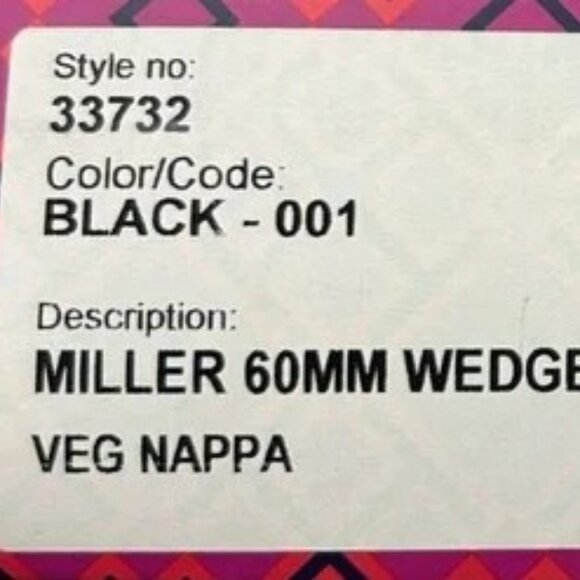 Style no:
33732
Color/Code:
BLACK - 001
Description:
MILLER 60MM WEDGE
VEG NAPPA